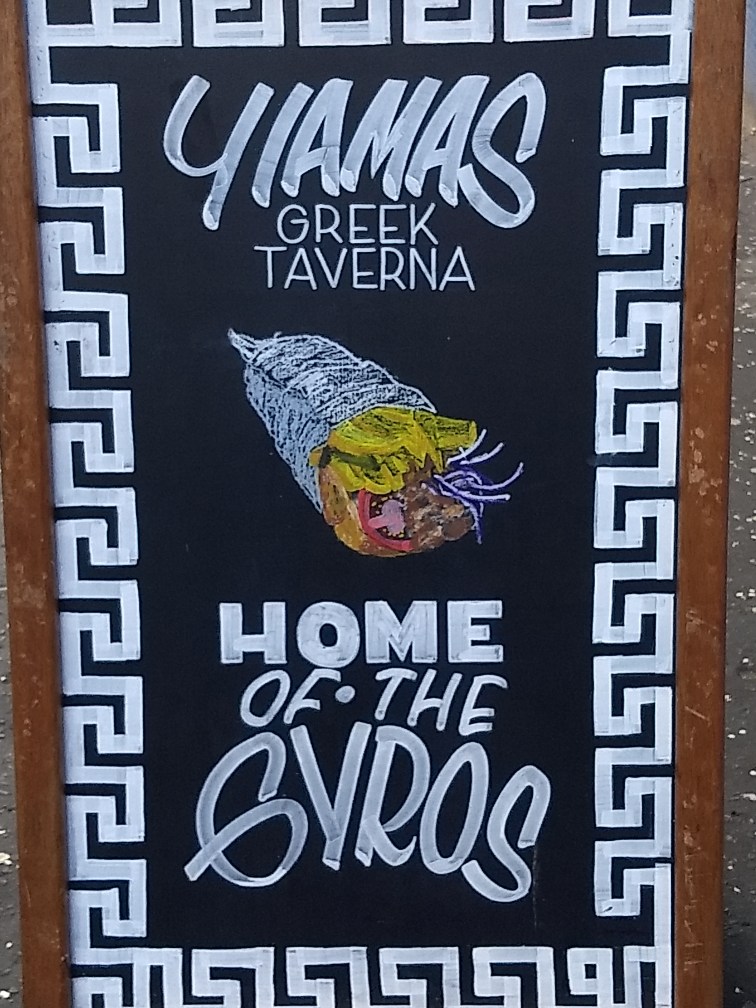 YIAMAS
GREEK
TAVERNA
HOME
OF·THE
GYROS